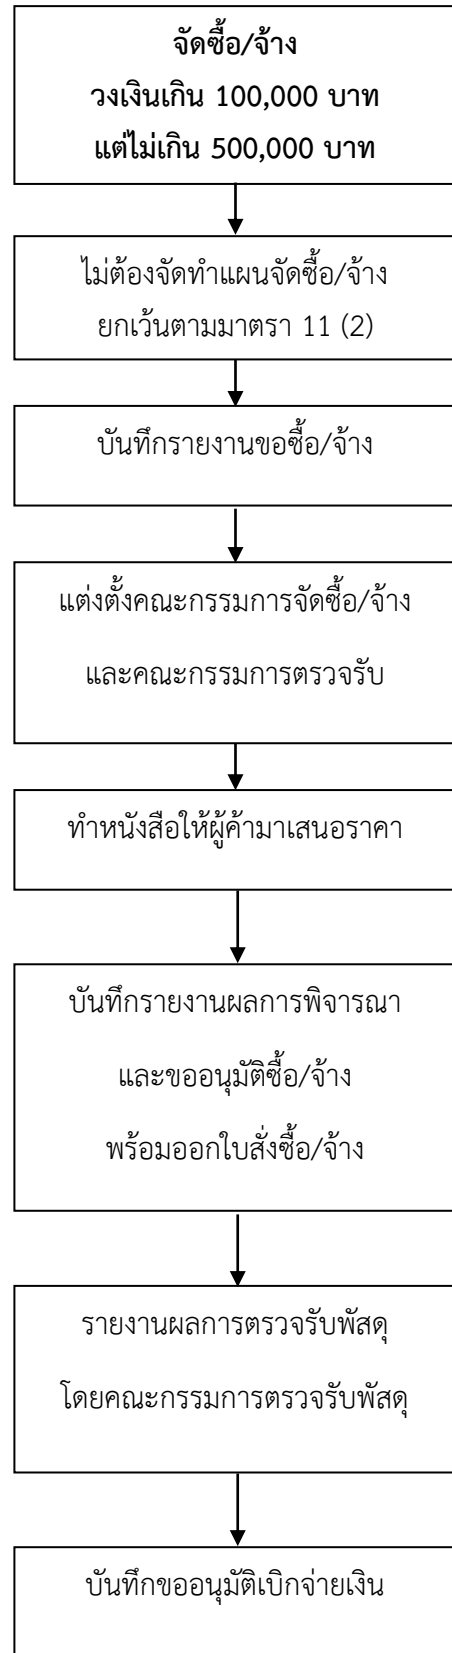 จัดซื้อ/จ้าง
วงเงินเกิน 100,000 บาท
แต่ไม่เกิน 500,000 บาท
ไม่ต้องจัดทำแผนจัดซื้อ/จ้าง
ยกเว้นตามมาตรา 11 (2)
บันทึกรายงานขอซื้อ/จ้าง
แต่งตั้งคณะกรรมการจัดซื้อ/จ้าง
และคณะกรรมการตรวจรับ
ทำหนังสือให้ผู้ค้ามาเสนอราคา
บันทึกรายงานผลการพิจารณา
และขออนุมัติซื้อ/จ้าง
พร้อมออกใบสั่งซื้อ/จ้าง
รายงานผลการตรวจรับพัสดุ
โดยคณะกรรมการตรวจรับพัสดุ
บันทึกขออนุมัติเบิกจ่ายเงิน